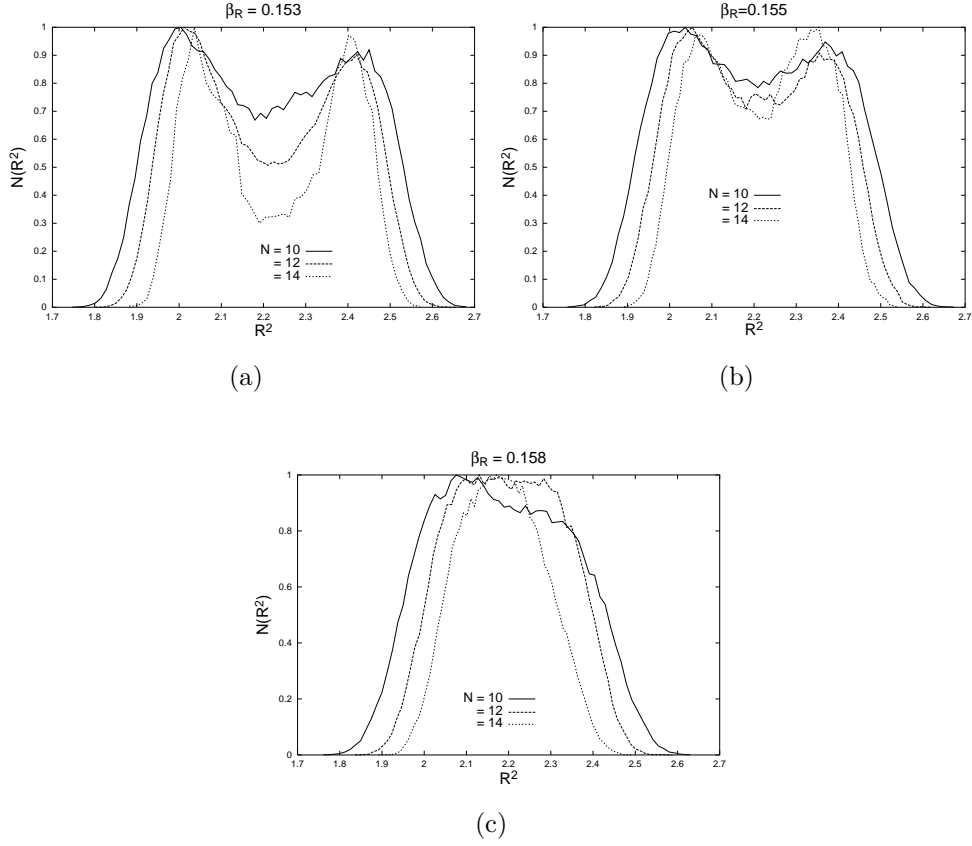 β_R = 0.153
N(R²)
1
0.9
0.8
0.7
0.6
0.5
0.4
0.3
0.2
0.1
0
N = 10
= 12
= 14
1.7 1.8 1.9 2 2.1 2.2 2.3 2.4 2.5 2.6 2.7
R²
(a)
β_R=0.155
N(R²)
1
0.9
0.8
0.7
0.6
0.5
0.4
0.3
0.2
0.1
0
N = 10
= 12
= 14
1.7 1.8 1.9 2 2.1 2.2 2.3 2.4 2.5 2.6 2.7
R²
(b)
β_R = 0.158
N(R²)
1
0.8
0.6
0.4
0.2
0
N = 10
= 12
= 14
1.7 1.8 1.9 2 2.1 2.2 2.3 2.4 2.5 2.6 2.7
R²
(c)